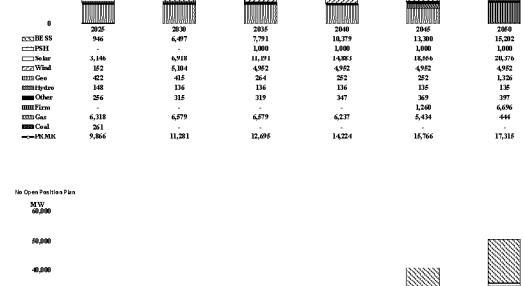 0
2025 2030 2035 2040 2045 2050
BESS 946 6,497 7,791 10,379 13,300 15,202
PSH - - 1,000 1,000 1,000 1,000
Solar 3,146 6,918 11,191 14,883 18,666 20,376
Wind 152 5,104 4,952 4,952 4,952 4,952
Geo 422 415 264 252 252 1,326
Hydro 148 136 136 136 135 135
Other 256 315 319 347 369 397
Firm - - - - 1,260 6,696
Gas 6,318 6,579 6,579 6,237 5,434 444
Coal 261 - - - - -
PKMK 9,866 11,281 12,695 14,224 15,766 17,315
No Open Position Plan
MW
60,000
50,000
40,000